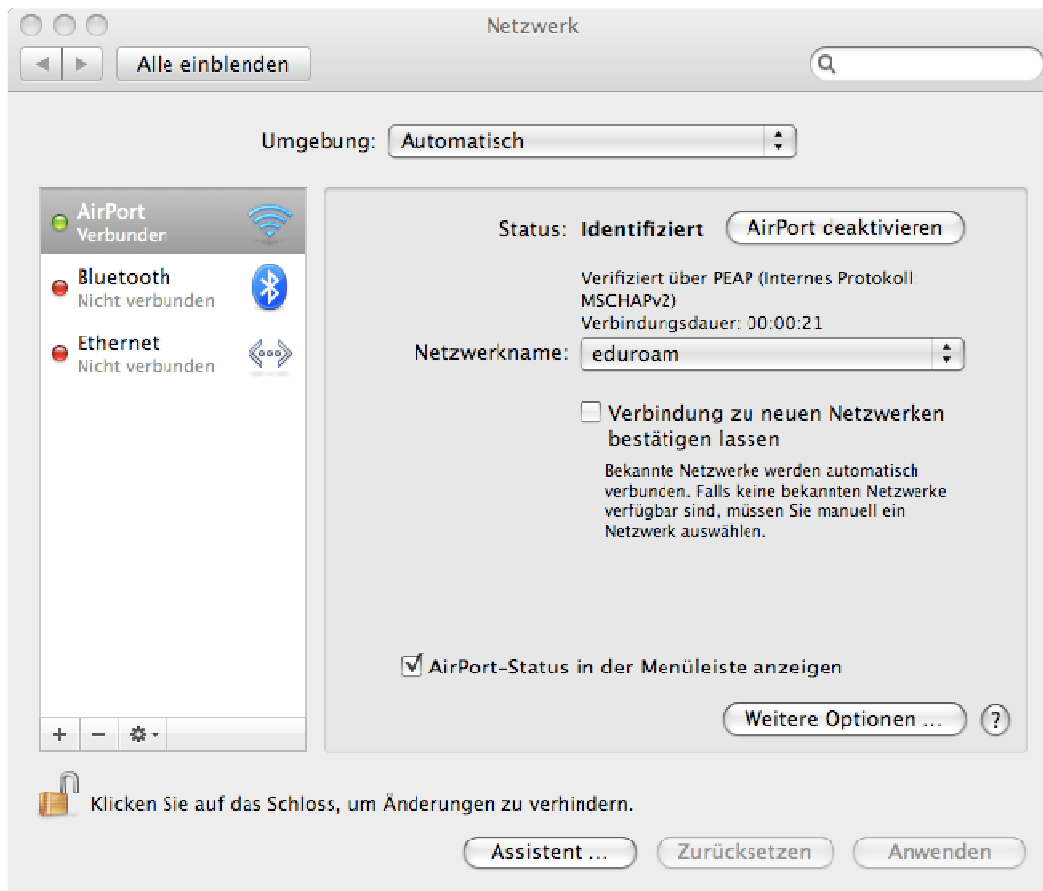 Netzwerk
Alle einblenden
Umgebung: Automatisch
AirPort
Verbunden
Bluetooth
Nicht verbunden
Ethernet
Nicht verbunden
Status: Identifiziert AirPort deaktivieren
Verifiziert über PEAP (Internes Protokoll
MSCHAPv2)
Verbindungsdauer: 00:00:21
Netzwerkname: eduroam
Verbindung zu neuen Netzwerken
bestätigen lassen
Bekannte Netzwerke werden automatisch
verbunden. Falls keine bekannten Netzwerke
verfügbar sind, müssen Sie manuell ein
Netzwerk auswählen.
AirPort-Status in der Menüleiste anzeigen
Weitere Optionen ... ?
Klicken Sie auf das Schloss, um Änderungen zu verhindern.
Assistent ... Zurücksetzen Anwenden